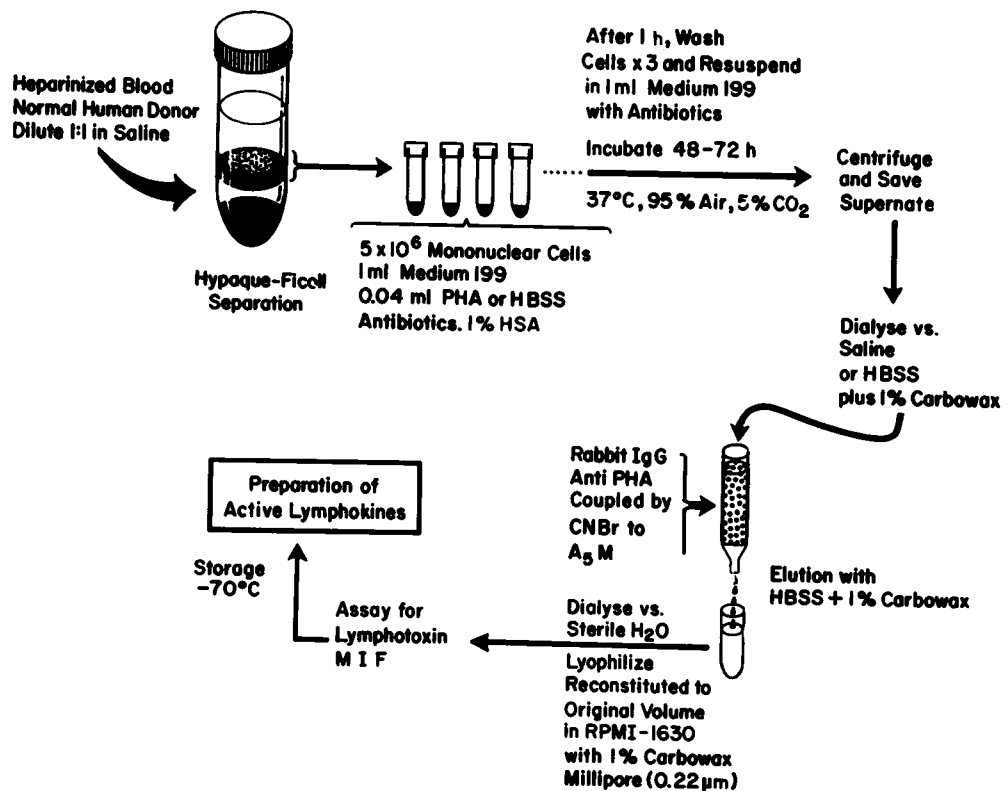 Heparinized Blood
Normal Human Donor
Dilute 1:1 in Saline
Hypaque-Ficoll
Separation
5 x 10⁶ Mononuclear Cells
1 ml Medium 199
0.04 ml PHA or HBSS
Antibiotics. 1% HSA
After 1 h, Wash
Cells x 3 and Resuspend
in 1 ml Medium 199
with Antibiotics
Incubate 48-72 h
37°C, 95% Air, 5% CO₂
Centrifuge
and Save
Supernate
Dialyse vs.
Saline
or HBSS
plus 1% Carbowax
Rabbit IgG
Anti PHA
Coupled by
CNBr to
A₅ M
Elution with
HBSS + 1% Carbowax
Dialyse vs.
Sterile H₂O
Lyophilize
Reconstituted to
Original Volume
in RPMI-1630
with 1% Carbowax
Millipore (0.22 µm)
Assay for
Lymphotoxin
M I F
Storage
-70°C
Preparation of
Active Lymphokines